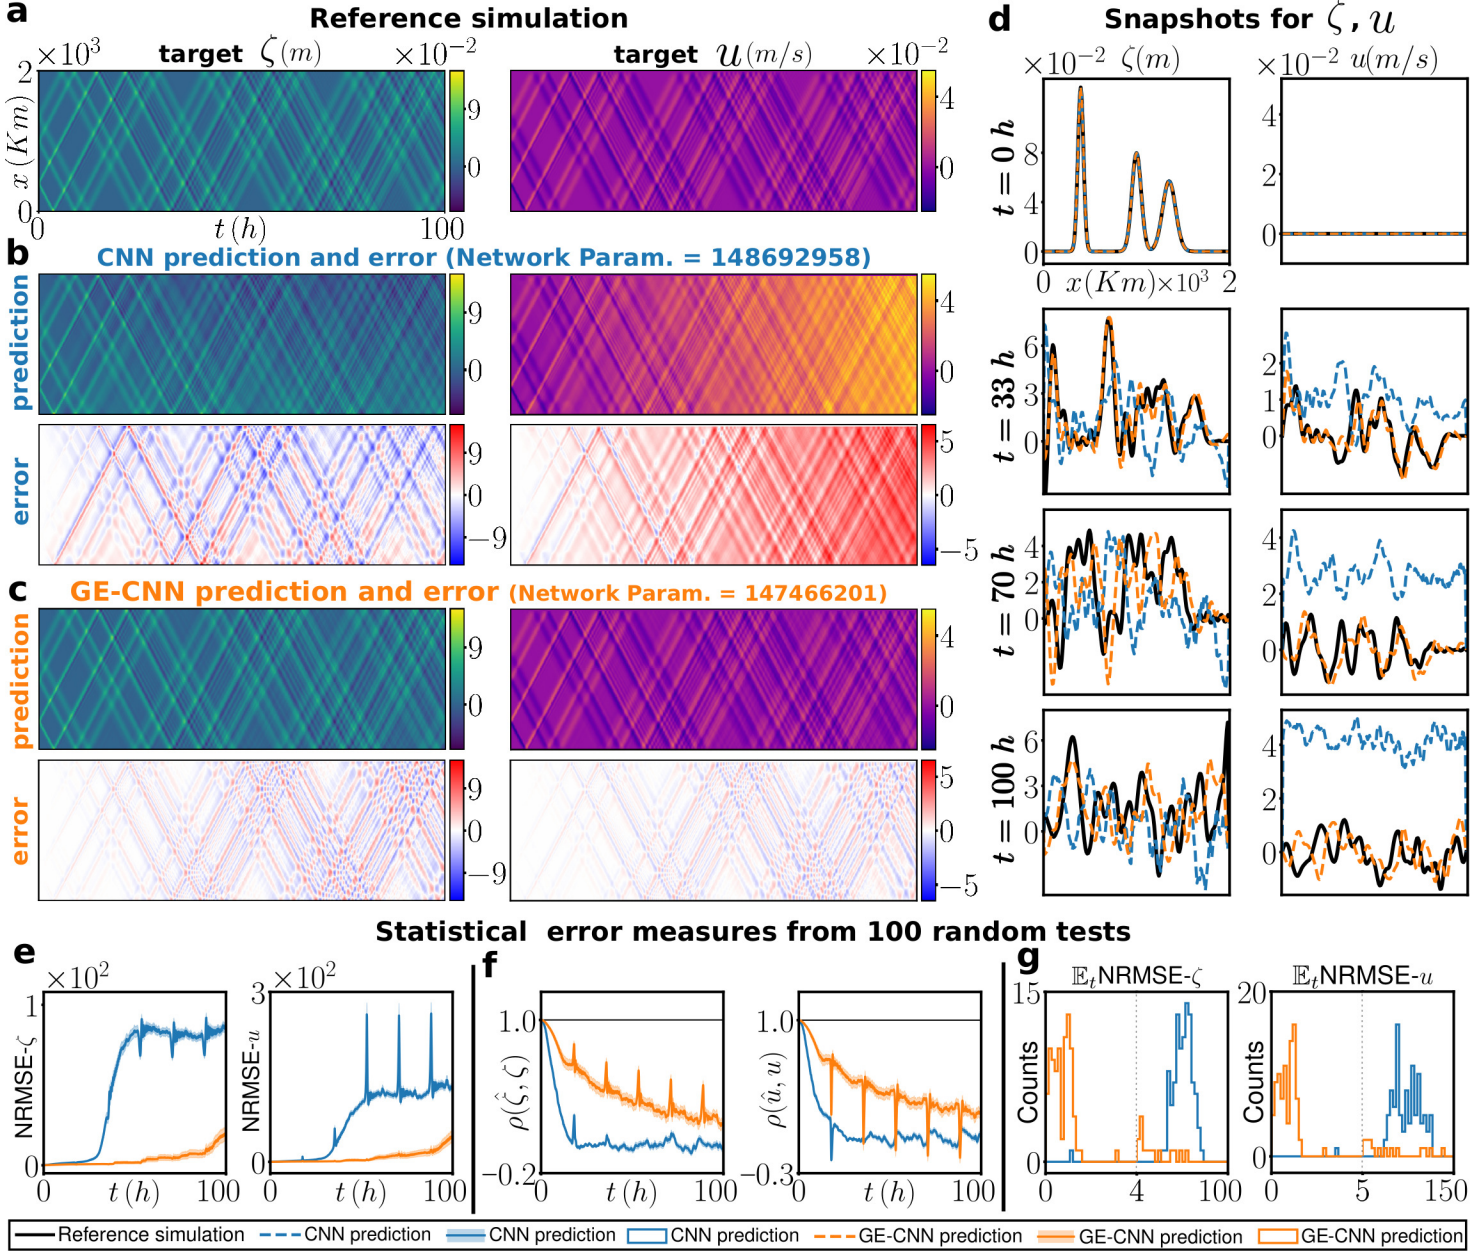 a
Reference simulation
×10³ target ζ(m) ×10⁻²
target u(m/s) ×10⁻²
2
x (Km)
0
0 t (h) 100
9
0
4
0
b
CNN prediction and error (Network Param. = 148692958)
prediction
9
0
4
0
error
9
0
−9
5
0
−5
c
GE-CNN prediction and error (Network Param. = 147466201)
prediction
9
0
4
0
error
9
0
−9
5
0
−5
d
Snapshots for ζ, u
×10⁻² ζ(m)
×10⁻² u(m/s)
t = 0 h
8
4
0
0 x(Km)×10³ 2
4
2
0
t = 33 h
6
3
0
2
1
0
t = 70 h
4
2
0
4
2
0
t = 100 h
6
3
0
4
2
0
Statistical error measures from 100 random tests
e
×10²
1
NRMSE-ζ
0
0 t (h) 100
×10²
3
NRMSE-u
0
0 t (h) 100
f
1.0
ρ(ζ̂, ζ)
−0.2
0 t (h) 100
1.0
ρ(û, u)
−0.3
0 t (h) 100
g
𝔼ₜNRMSE-ζ
15
Counts
0
0 4 100
𝔼ₜNRMSE-u
20
Counts
0
0 5 150
Reference simulation CNN prediction CNN prediction CNN prediction GE-CNN prediction GE-CNN prediction GE-CNN prediction